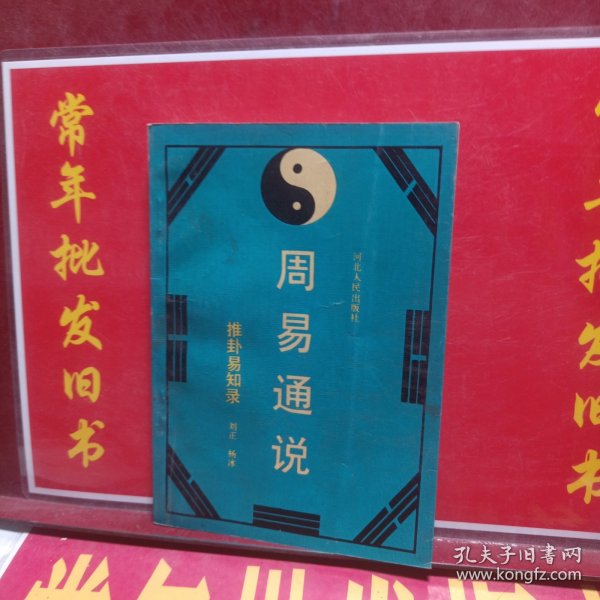 常年批发旧书
周易通说
推卦易知录
刘正 杨冰
河北人民出版社
孔夫子旧书网
www.kongfz.com